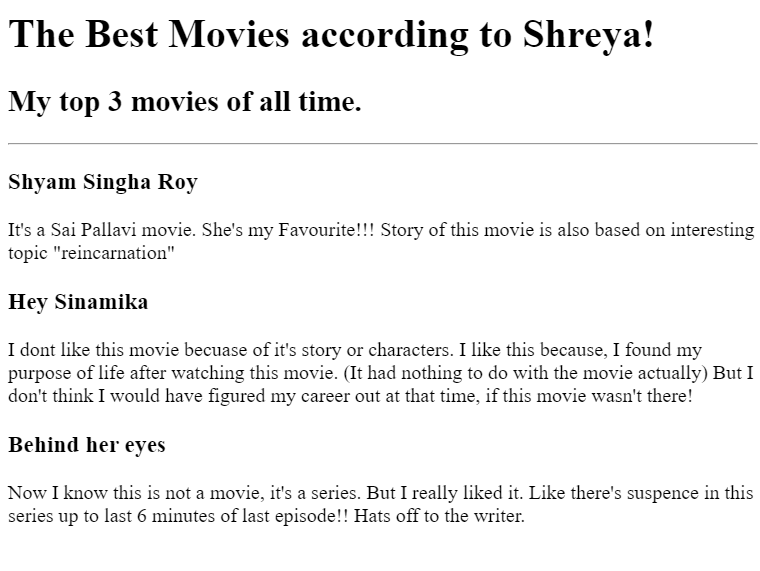 The Best Movies according to Shreya!
My top 3 movies of all time.
Shyam Singha Roy
It's a Sai Pallavi movie. She's my Favourite!!! Story of this movie is also based on interesting
topic "reincarnation"
Hey Sinamika
I dont like this movie becuase of it's story or characters. I like this because, I found my
purpose of life after watching this movie. (It had nothing to do with the movie actually) But I
don't think I would have figured my career out at that time, if this movie wasn't there!
Behind her eyes
Now I know this is not a movie, it's a series. But I really liked it. Like there's suspence in this
series up to last 6 minutes of last episode!! Hats off to the writer.